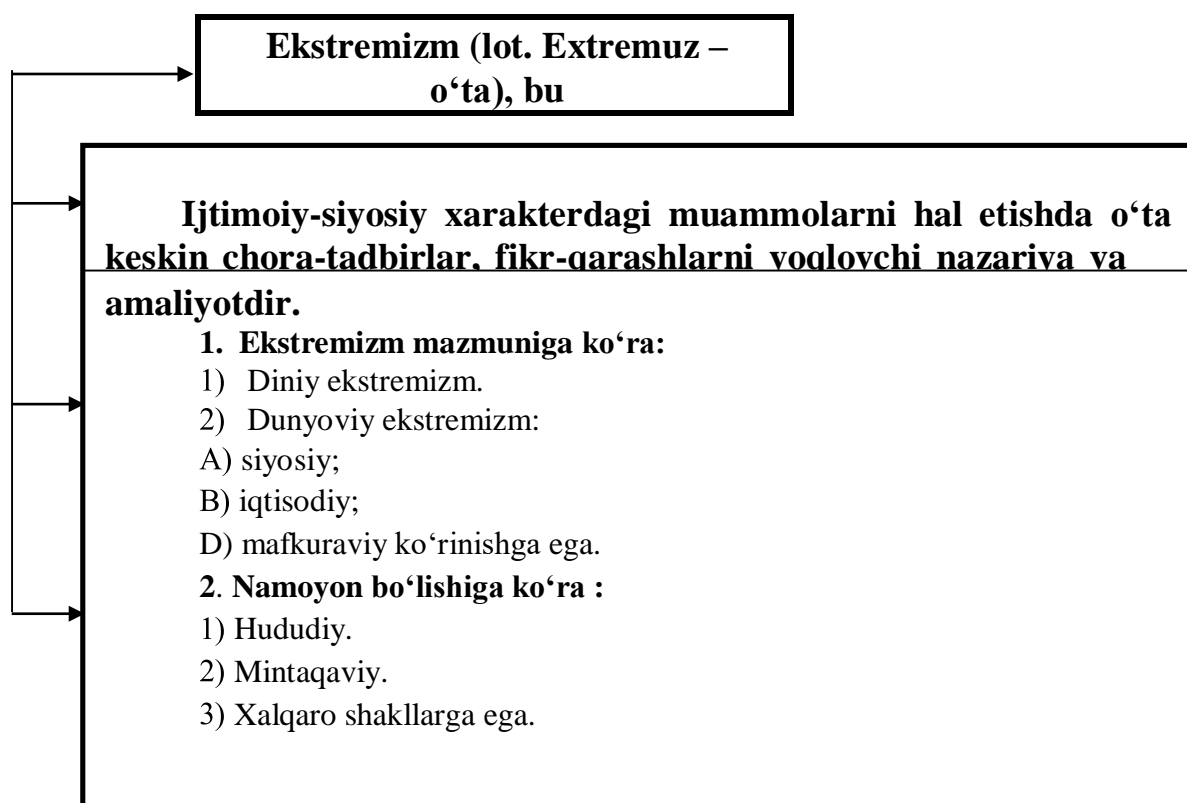 Ekstremizm (lot. Extremuz –
o‘ta), bu
Ijtimoiy-siyosiy xarakterdagi muammolarni hal etishda o‘ta
keskin chora-tadbirlar, fikr-qarashlarni yoqlovchi nazariya va
amaliyotdir.
1. Ekstremizm mazmuniga ko‘ra:
1) Diniy ekstremizm.
2) Dunyoviy ekstremizm:
A) siyosiy;
B) iqtisodiy;
D) mafkuraviy ko‘rinishga ega.
2. Namoyon bo‘lishiga ko‘ra :
1) Hududiy.
2) Mintaqaviy.
3) Xalqaro shakllarga ega.